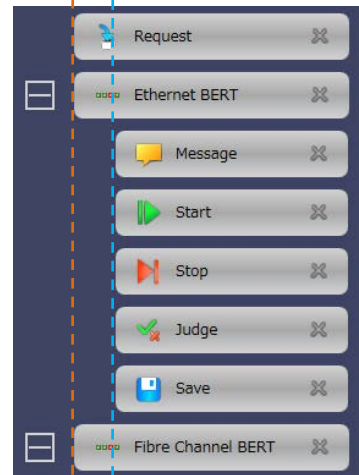 Request
Ethernet BERT
Message
Start
Stop
Judge
Save
Fibre Channel BERT